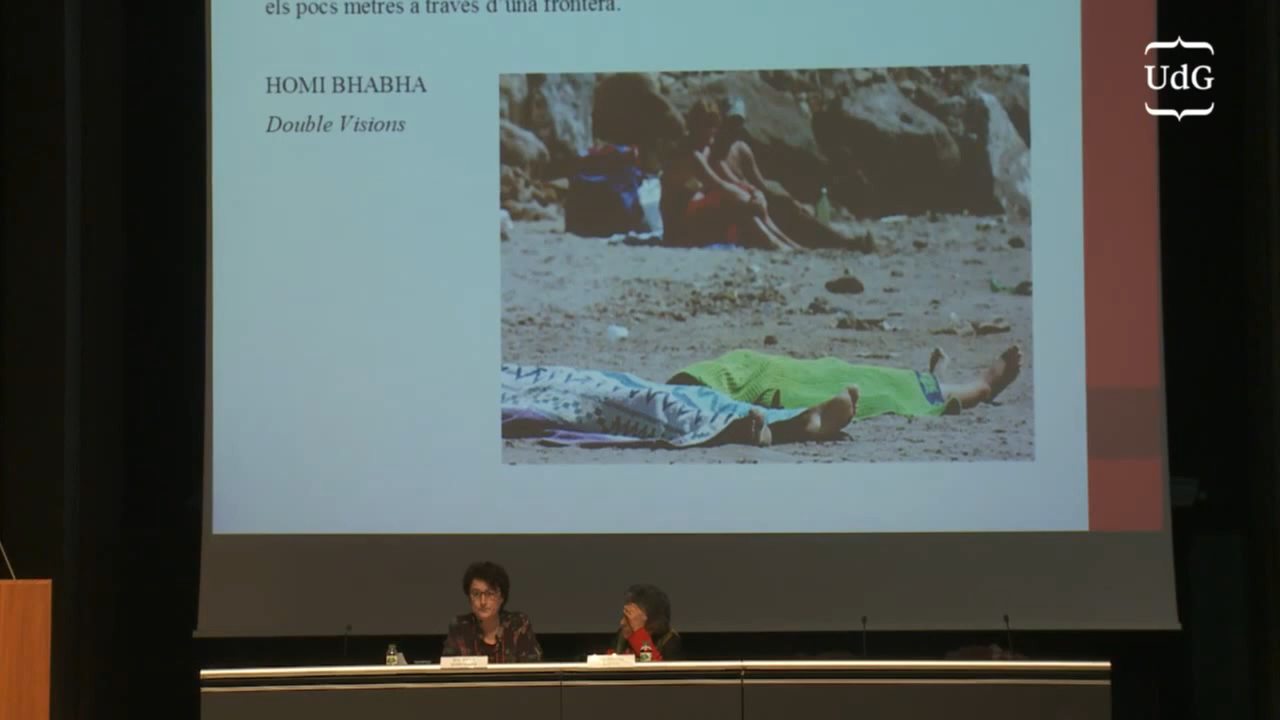 els pocs metres a través d'una frontera.
HOMI BHABHA
Double Visions
UdG